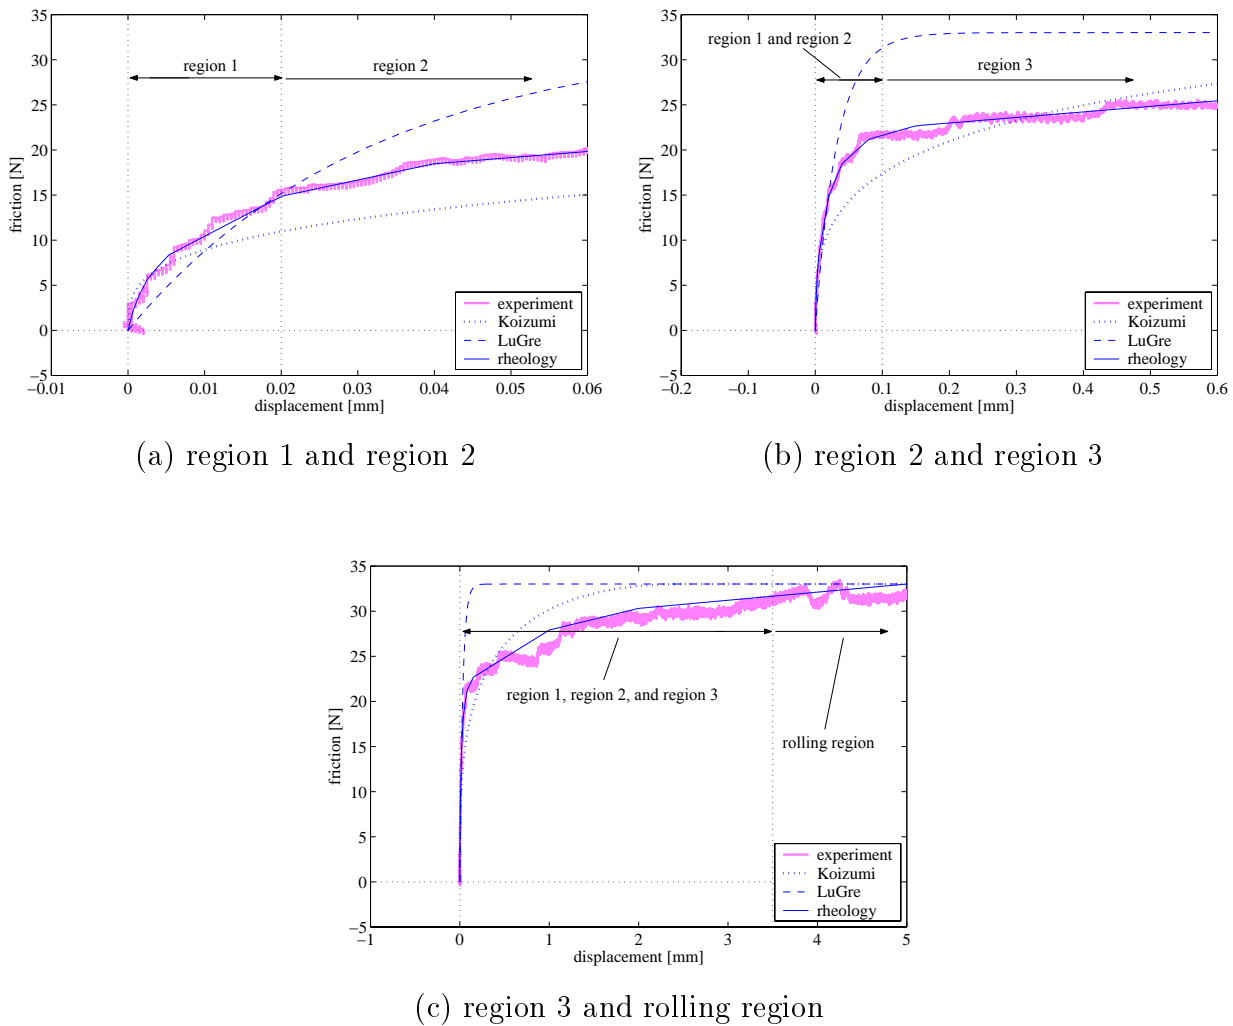 35
30
25
20
15
10
5
0
−5
−0.01
0
0.01
0.02
0.03
0.04
0.05
0.06
friction [N]
displacement [mm]
region 1
region 2
experiment
Koizumi
LuGre
rheology
(a) region 1 and region 2
35
30
25
20
15
10
5
0
−5
−0.2
−0.1
0
0.1
0.2
0.3
0.4
0.5
0.6
friction [N]
displacement [mm]
region 1 and region 2
region 3
experiment
Koizumi
LuGre
rheology
(b) region 2 and region 3
35
30
25
20
15
10
5
0
−5
−1
0
1
2
3
4
5
friction [N]
displacement [mm]
region 1, region 2, and region 3
rolling region
experiment
Koizumi
LuGre
rheology
(c) region 3 and rolling region